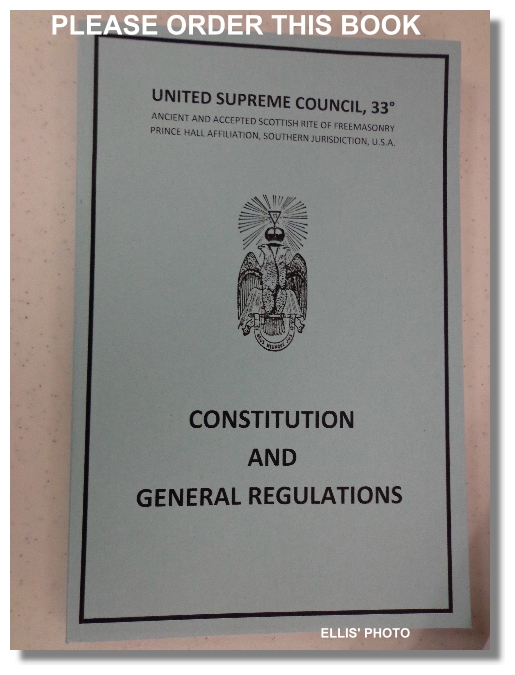 PLEASE ORDER THIS BOOK
UNITED SUPREME COUNCIL, 33°
ANCIENT AND ACCEPTED SCOTTISH RITE OF FREEMASONRY
PRINCE HALL AFFILIATION, SOUTHERN JURISDICTION, U.S.A.
CONSTITUTION
AND
GENERAL REGULATIONS
ELLIS' PHOTO